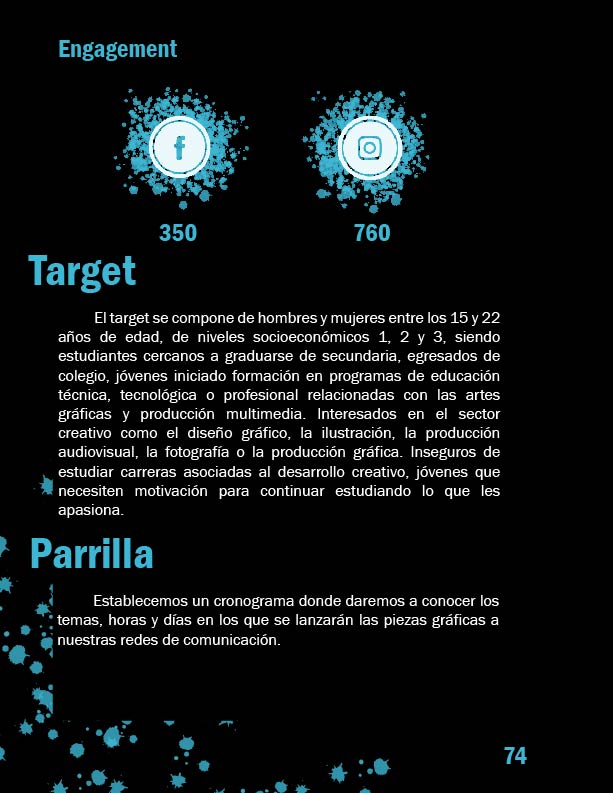 Engagement
350 760
Target
El target se compone de hombres y mujeres entre los 15 y 22
años de edad, de niveles socioeconómicos 1, 2 y 3, siendo
estudiantes cercanos a graduarse de secundaria, egresados de
colegio, jóvenes iniciado formación en programas de educación
técnica, tecnológica o profesional relacionadas con las artes
gráficas y producción multimedia. Interesados en el sector
creativo como el diseño gráfico, la ilustración, la producción
audiovisual, la fotografía o la producción gráfica. Inseguros de
estudiar carreras asociadas al desarrollo creativo, jóvenes que
necesiten motivación para continuar estudiando lo que les
apasiona.
Parrilla
Establecemos un cronograma donde daremos a conocer los
temas, horas y días en los que se lanzarán las piezas gráficas a
nuestras redes de comunicación.
74